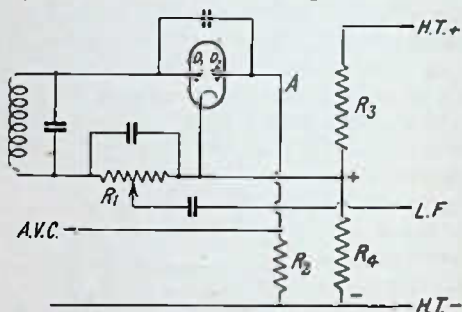 H.T.+
D₁ D₂
A
R₃
R₁
+
L.F
A.V.C.
R₂
R₄
−
H.T.−